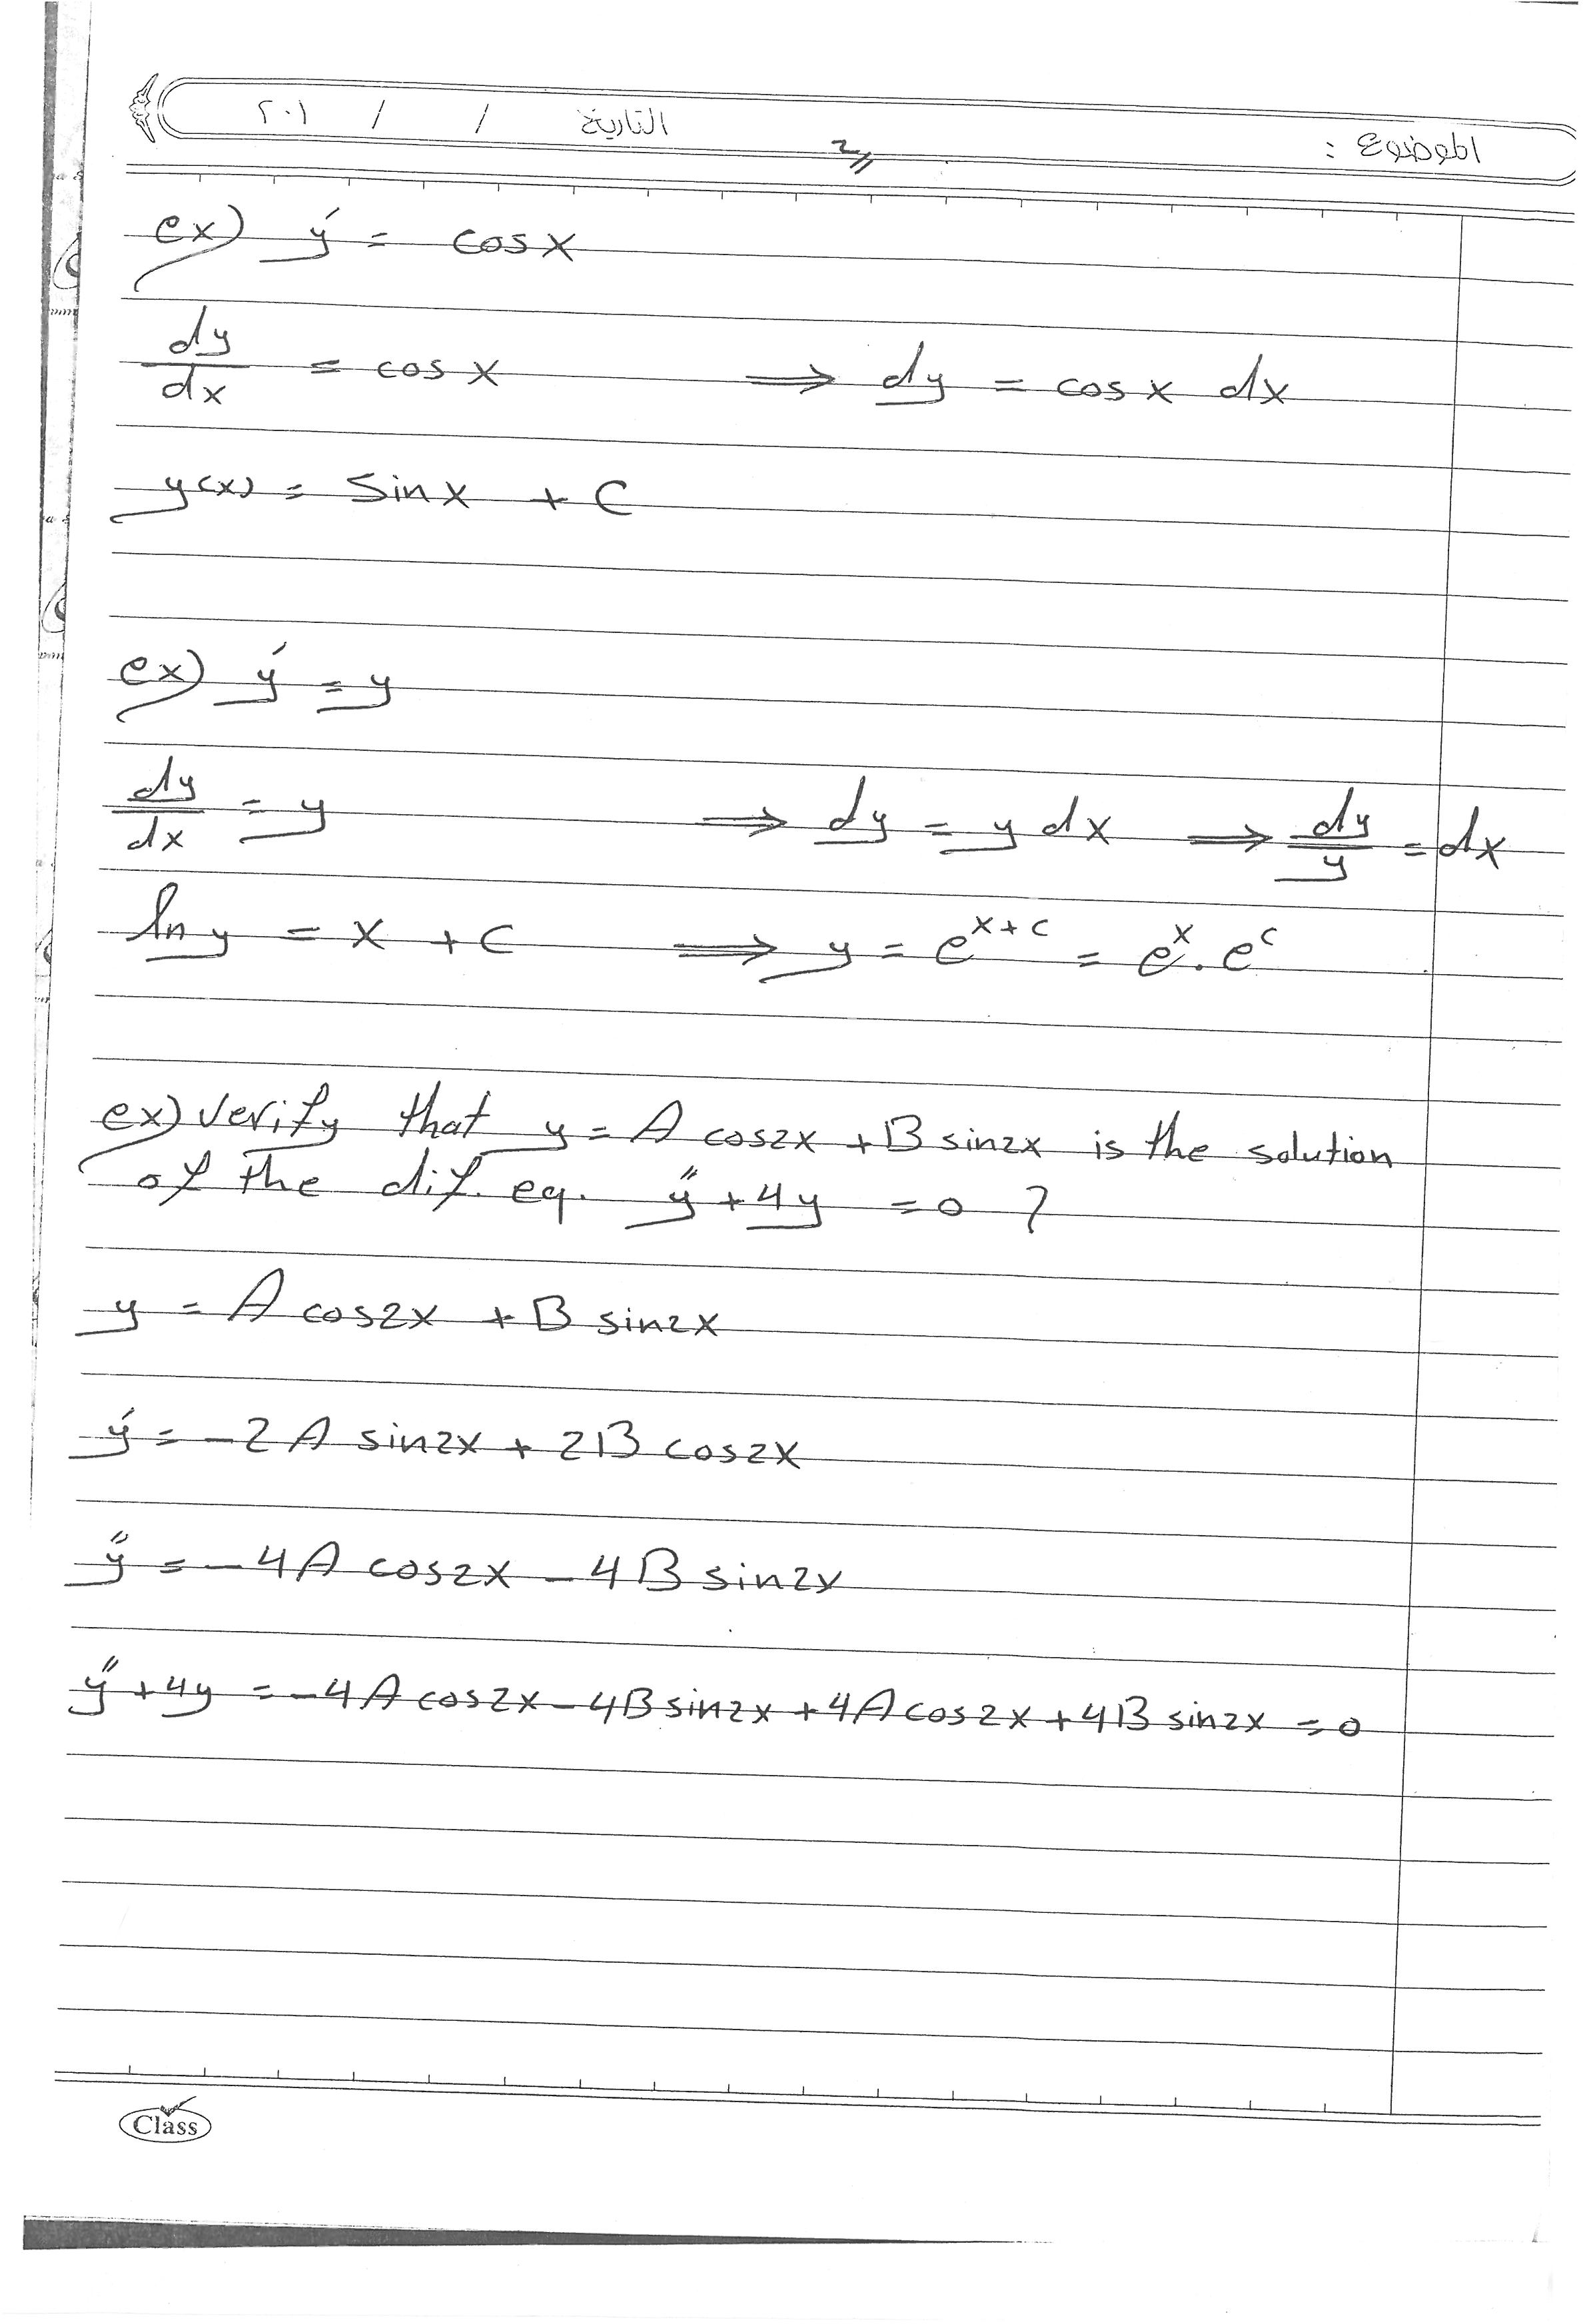 الموضوع : التاريخ / / ٢٠١
2
ex) y' = cosx
dy/dx = cos x ⟹ dy = cos x dx
y(x) = Sinx + C
ex) y' = y
dy/dx = y ⟹ dy = y dx ⟹ dy/y = dx
ln y = x + C ⟹ y = e^{x+c} = e^x . e^c
ex) verify that y = A cos2x + B sin2x is the solution
of the dif. eq. y'' + 4y = 0 ?
y = A cos2x + B sin2x
y' = -2A sin2x + 2B cos2x
y'' = -4A cos2x - 4B sin2x
y'' + 4y = -4A cos2x - 4B sin2x + 4A cos2x + 4B sin2x = 0
Class